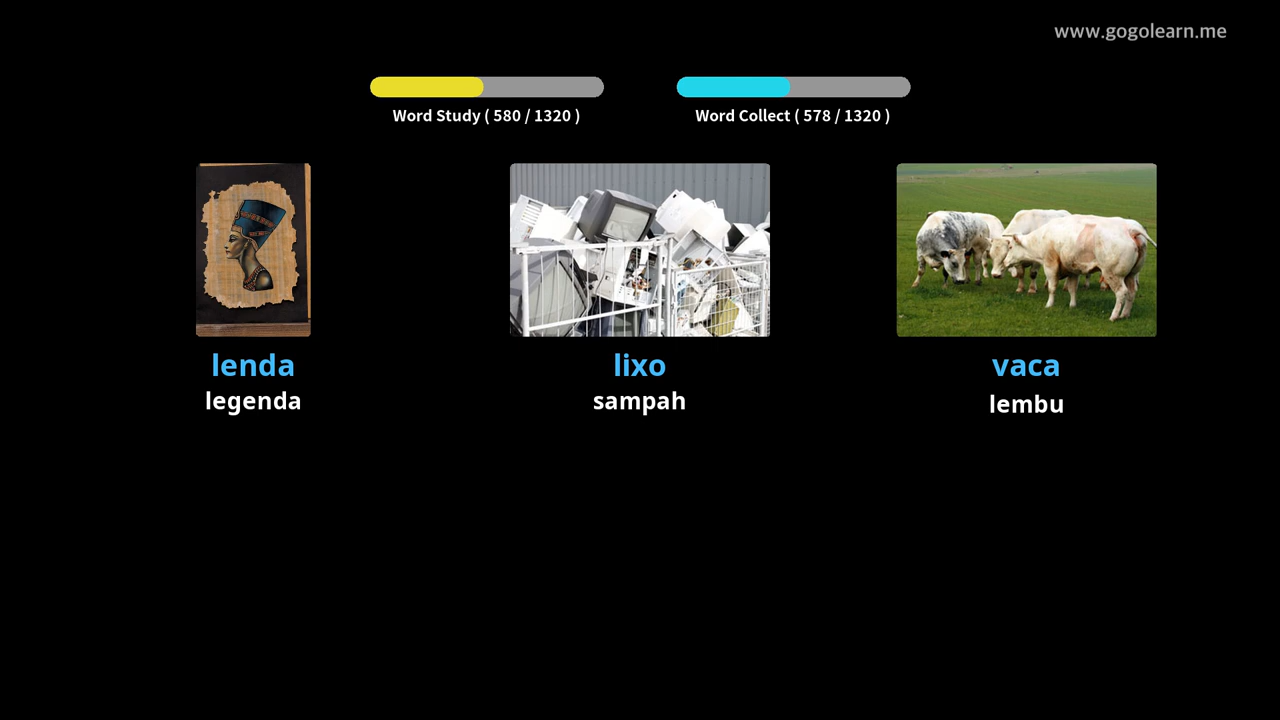 www.gogolearn.me
Word Study ( 580 / 1320 )
Word Collect ( 578 / 1320 )
lenda
legenda
lixo
sampah
vaca
lembu